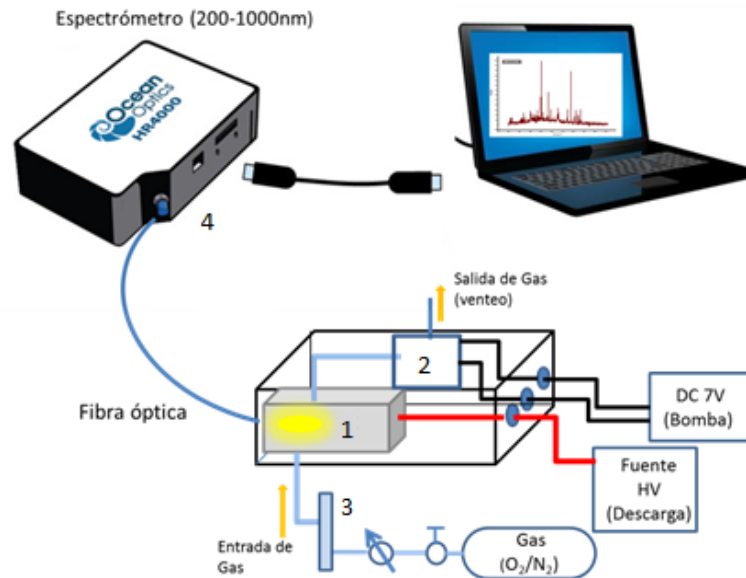 Espectrómetro (200-1000nm)
Ocean
Optics
HR4000
4
Salida de Gas
(venteo)
2
Fibra óptica
1
DC 7V
(Bomba)
Fuente
HV
(Descarga)
3
Entrada de
Gas
Gas
(O₂/N₂)